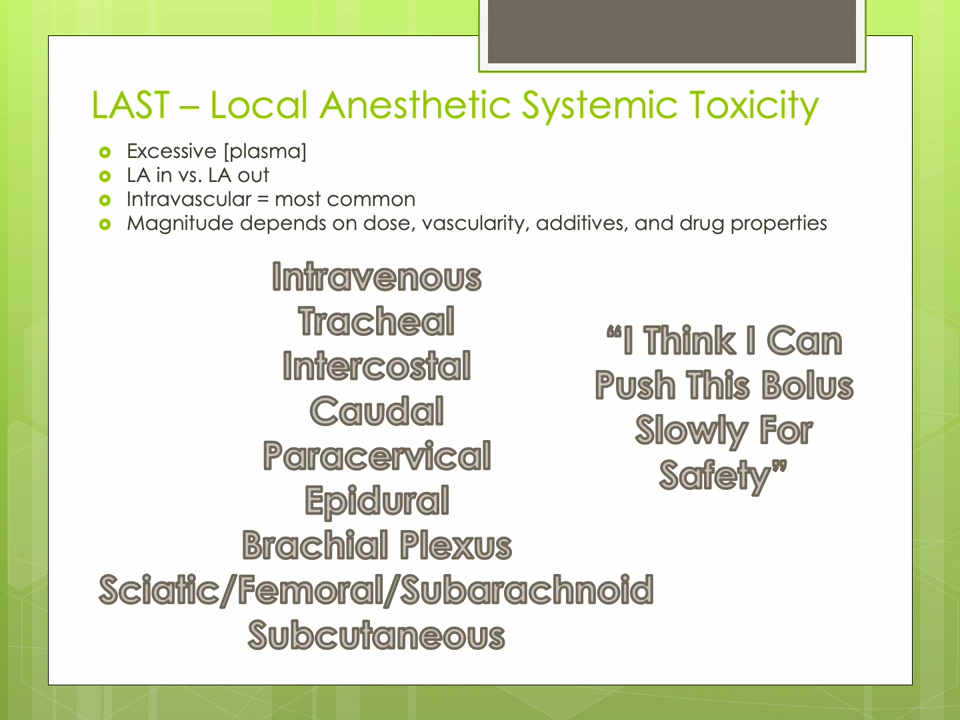 LAST – Local Anesthetic Systemic Toxicity
Excessive [plasma]
LA in vs. LA out
Intravascular = most common
Magnitude depends on dose, vascularity, additives, and drug properties
Intravenous
Tracheal
Intercostal
Caudal
Paracervical
Epidural
Brachial Plexus
Sciatic/Femoral/Subarachnoid
Subcutaneous
“I Think I Can
Push This Bolus
Slowly For
Safety”